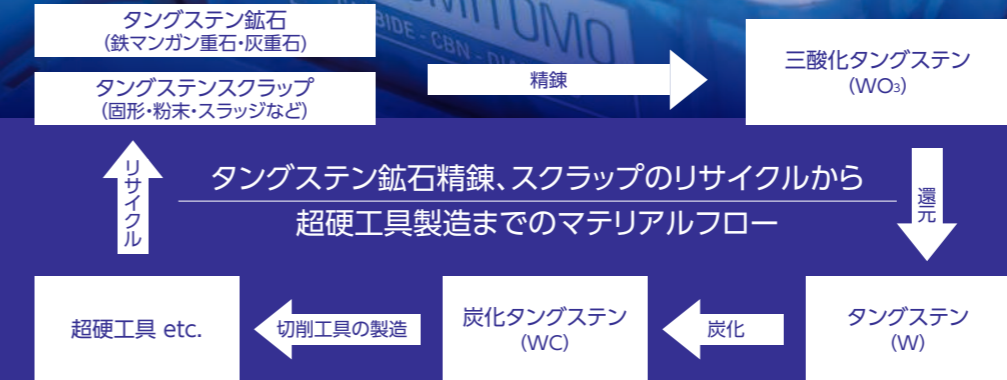 タングステン鉱石
(鉄マンガン重石・灰重石)
タングステンスクラップ
(固形・粉末・スラッジなど)
精錬
三酸化タングステン
(WO₃)
リサイクル
タングステン鉱石精錬、スクラップのリサイクルから
超硬工具製造までのマテリアルフロー
還元
超硬工具 etc.
切削工具の製造
炭化タングステン
(WC)
炭化
タングステン
(W)